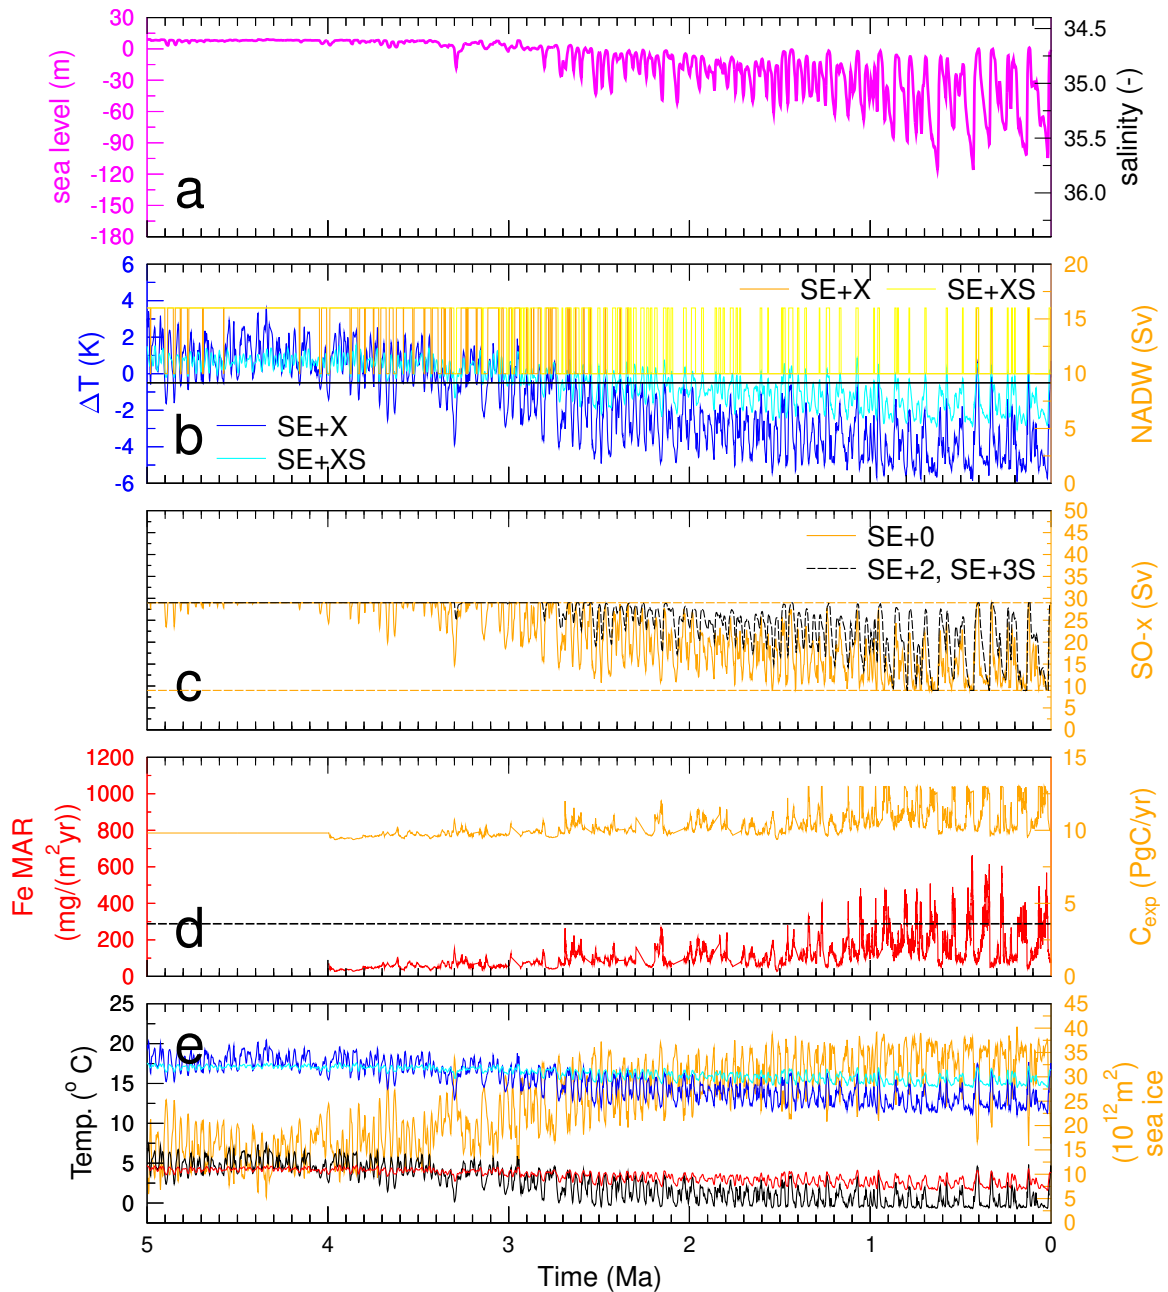 30
0
-30
-60
-90
-120
-150
-180
sea level (m)
a
34.5
35.0
35.5
36.0
salinity (-)
6
4
2
0
-2
-4
-6
ΔT (K)
b
SE+X
SE+XS
SE+X
SE+XS
20
15
10
5
0
NADW (Sv)
c
SE+0
SE+2, SE+3S
50
45
40
35
30
25
20
15
10
5
0
SO-x (Sv)
1200
1000
800
600
400
200
0
Fe MAR
(mg/(m²yr))
d
15
10
5
0
C_exp (PgC/yr)
25
20
15
10
5
0
Temp. (° C)
e
45
40
35
30
25
20
15
10
5
0
(10¹² m²)
sea ice
5
4
3
2
1
0
Time (Ma)